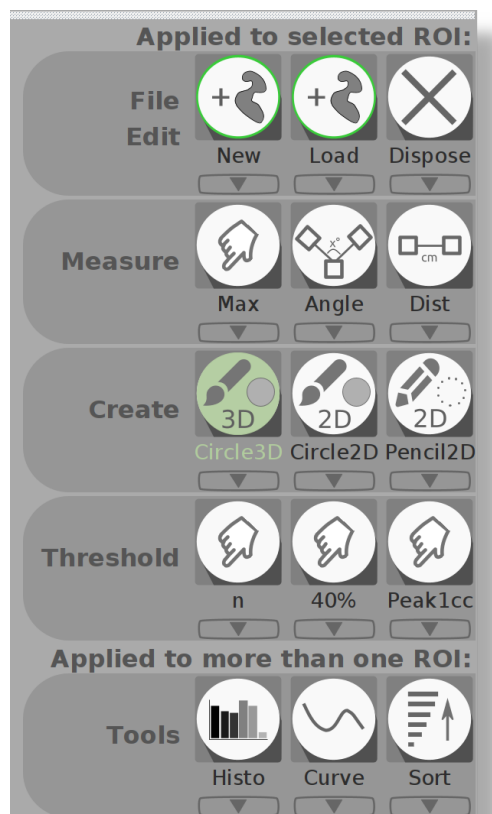 Applied to selected ROI:
File
Edit
New Load Dispose
Measure
x°
cm
Max Angle Dist
Create
3D 2D 2D
Circle3D Circle2D Pencil2D
Threshold
n 40% Peak1cc
Applied to more than one ROI:
Tools
Histo Curve Sort